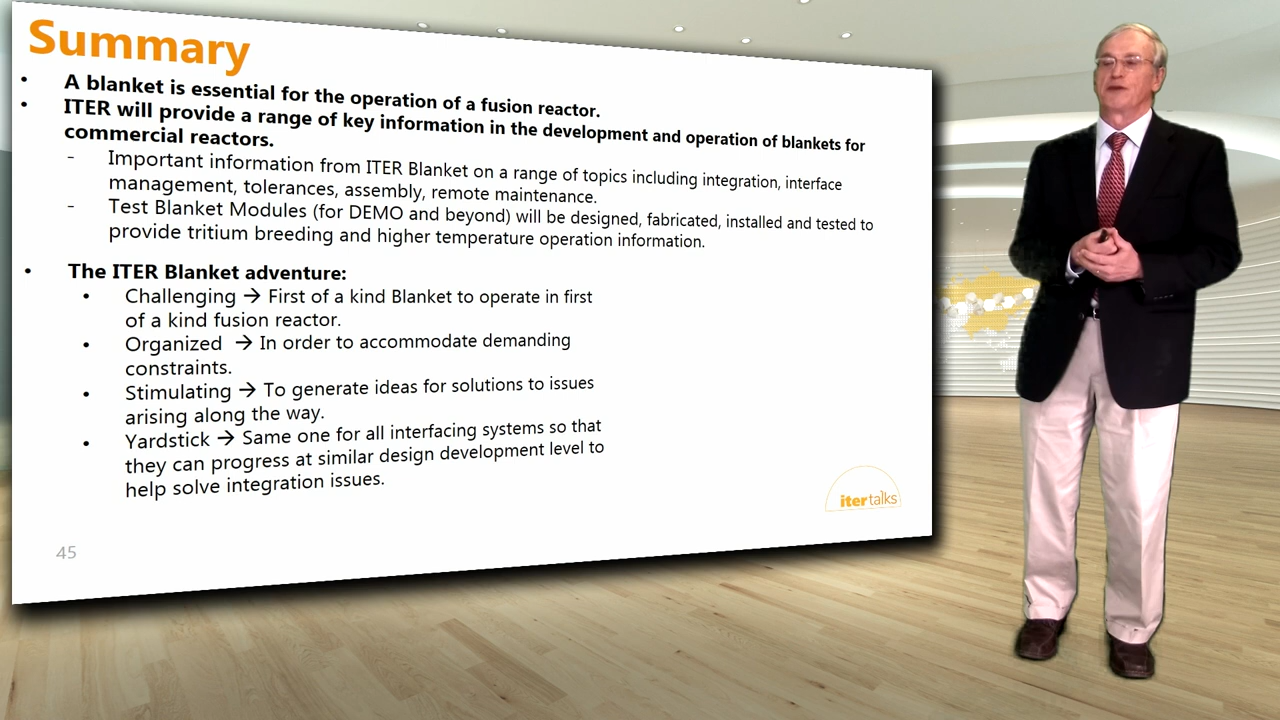 Summary
• A blanket is essential for the operation of a fusion reactor.
• ITER will provide a range of key information in the development and operation of blankets for
commercial reactors.
- Important information from ITER Blanket on a range of topics including integration, interface
management, tolerances, assembly, remote maintenance.
- Test Blanket Modules (for DEMO and beyond) will be designed, fabricated, installed and tested to
provide tritium breeding and higher temperature operation information.
• The ITER Blanket adventure:
• Challenging → First of a kind Blanket to operate in first
of a kind fusion reactor.
• Organized → In order to accommodate demanding
constraints.
• Stimulating → To generate ideas for solutions to issues
arising along the way.
• Yardstick → Same one for all interfacing systems so that
they can progress at similar design development level to
help solve integration issues.
iter talks
45